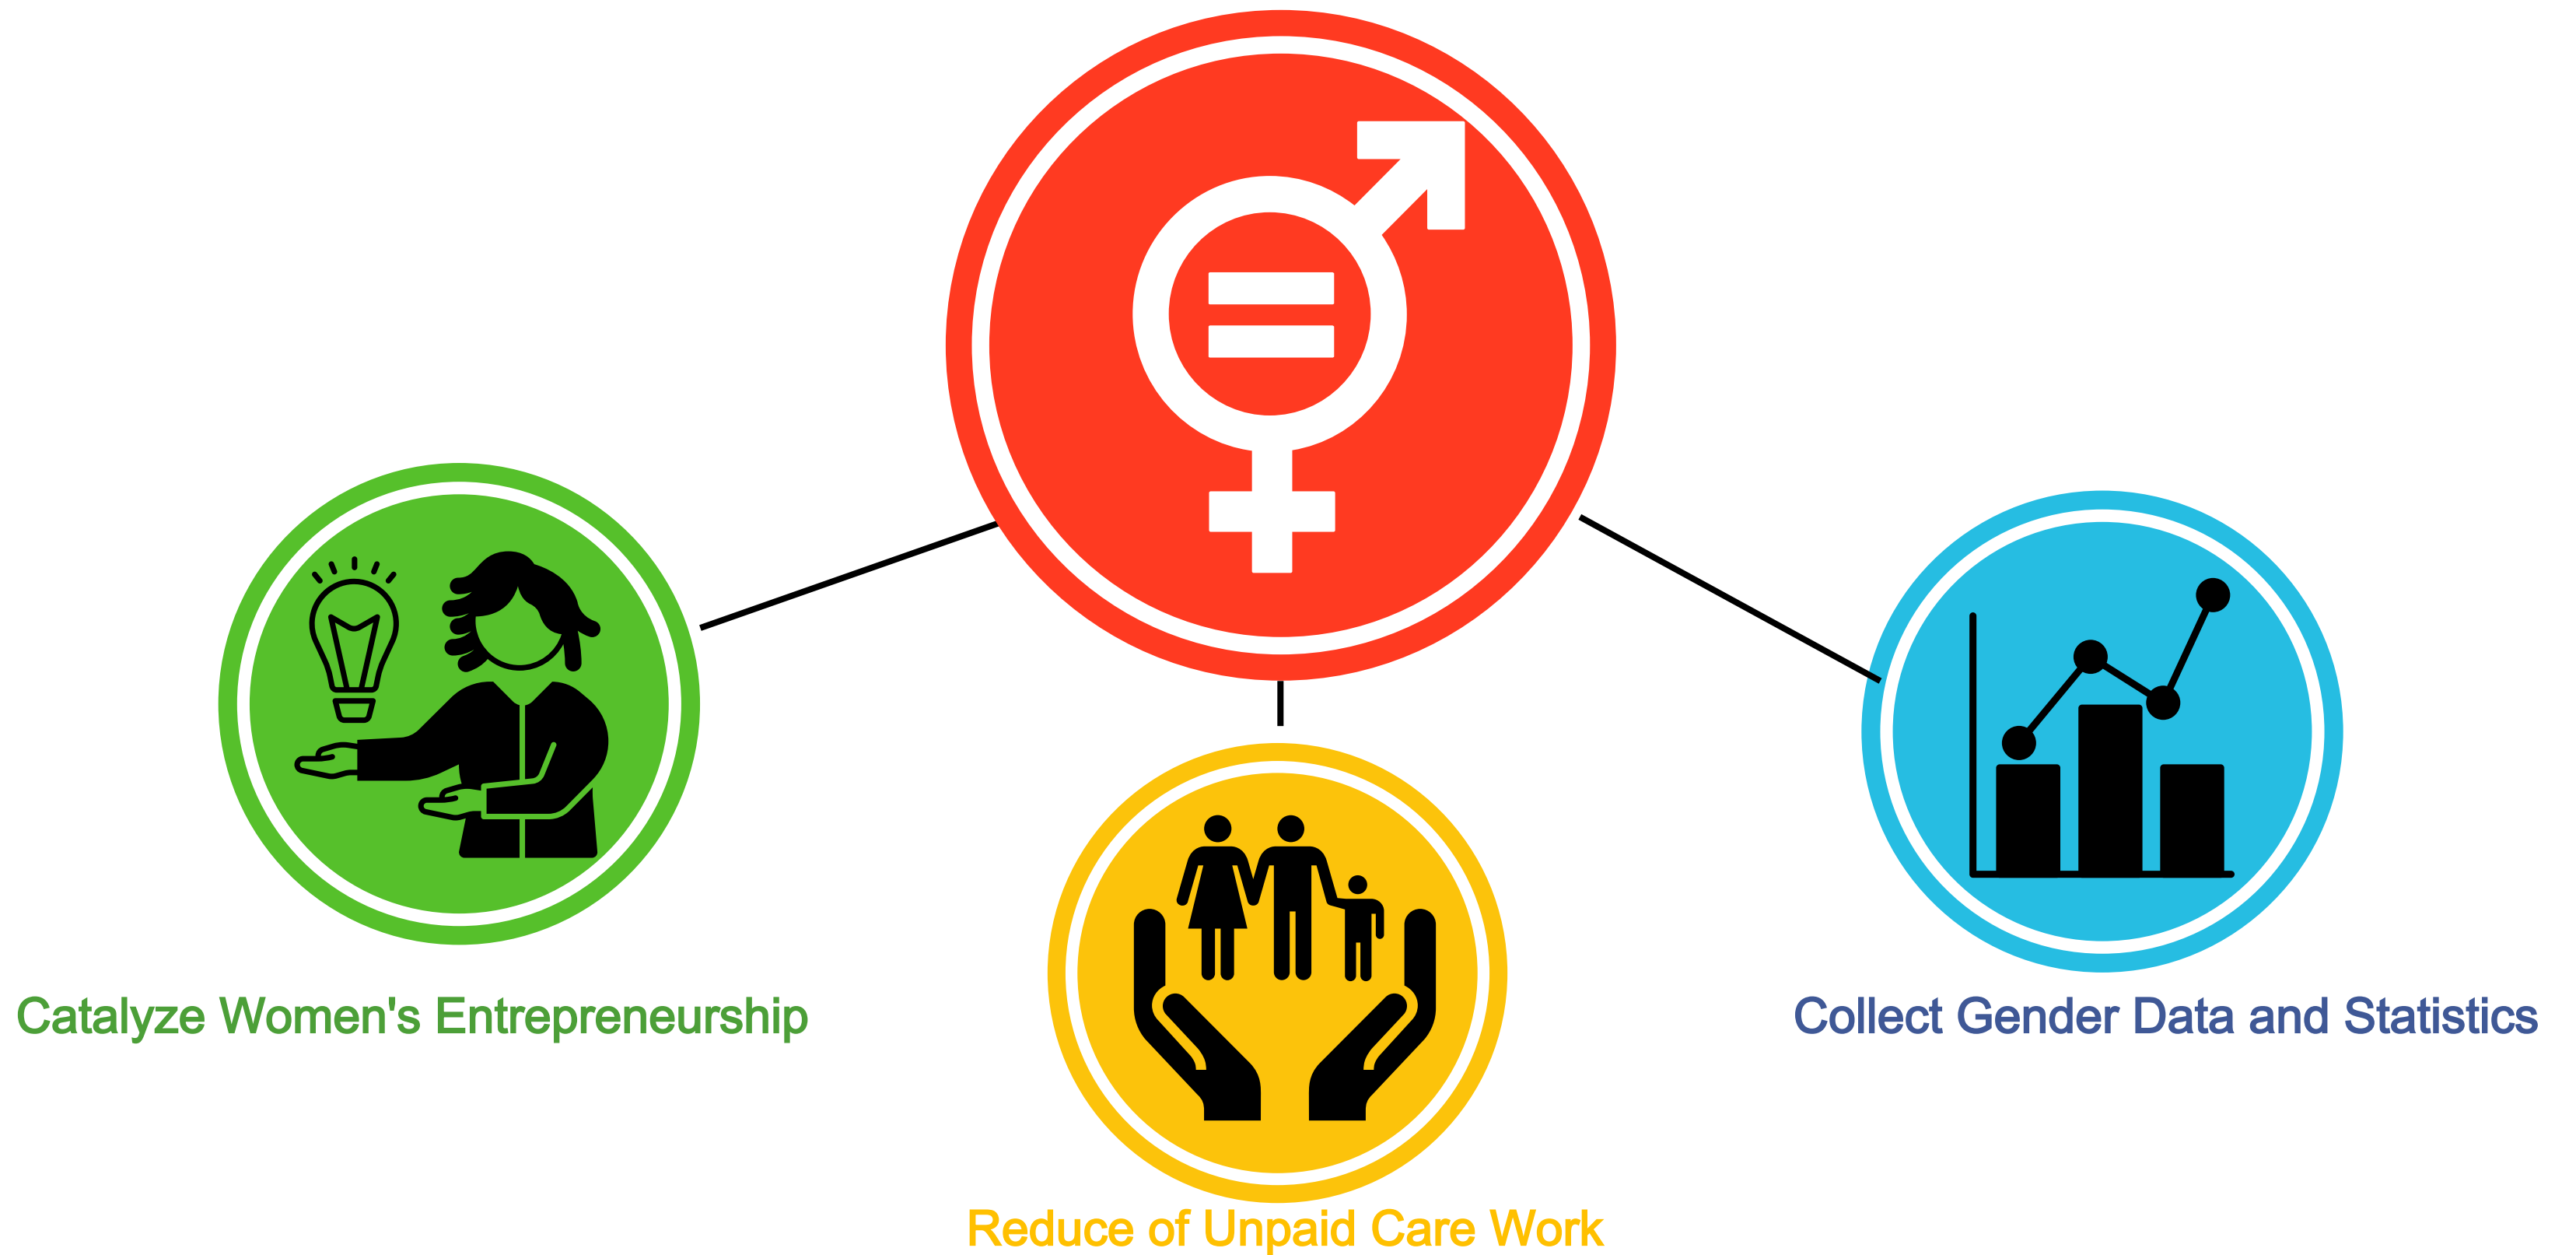 Catalyze Women's Entrepreneurship
Collect Gender Data and Statistics
Reduce of Unpaid Care Work